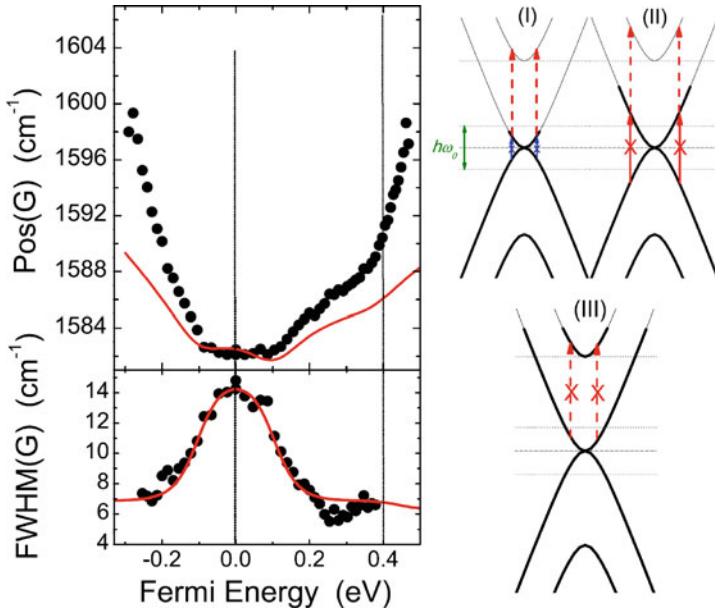 1604
1600
1596
1592
1588
1584
Pos(G) (cm⁻¹)
14
12
10
8
6
4
FWHM(G) (cm⁻¹)
-0.2 0.0 0.2 0.4
Fermi Energy (eV)
(I) (II)
ħω₀
(III)